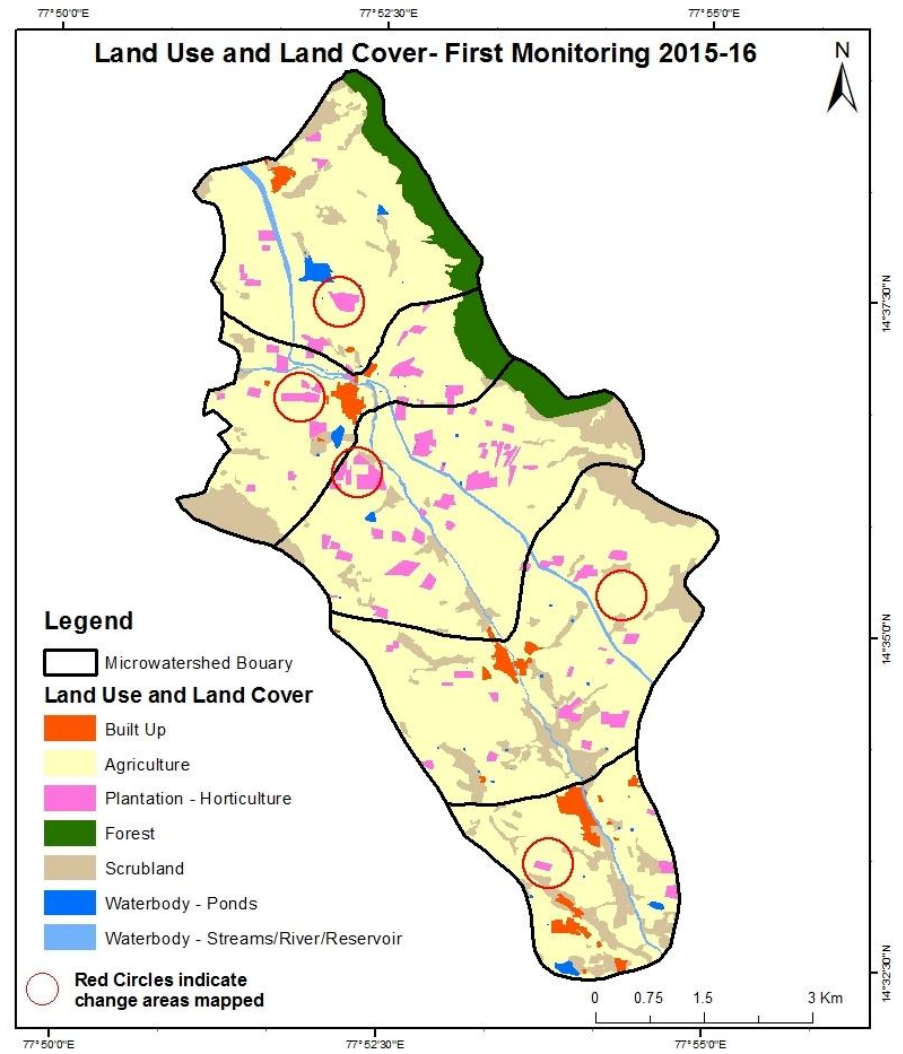 77°50'0"E 77°52'30"E 77°55'0"E
Land Use and Land Cover- First Monitoring 2015-16
N
14°37'30"N
14°35'0"N
14°32'30"N
Legend
Microwatershed Bouary
Land Use and Land Cover
Built Up
Agriculture
Plantation - Horticulture
Forest
Scrubland
Waterbody - Ponds
Waterbody - Streams/River/Reservoir
Red Circles indicate
change areas mapped
0 0.75 1.5 3 Km
77°50'0"E 77°52'30"E 77°55'0"E